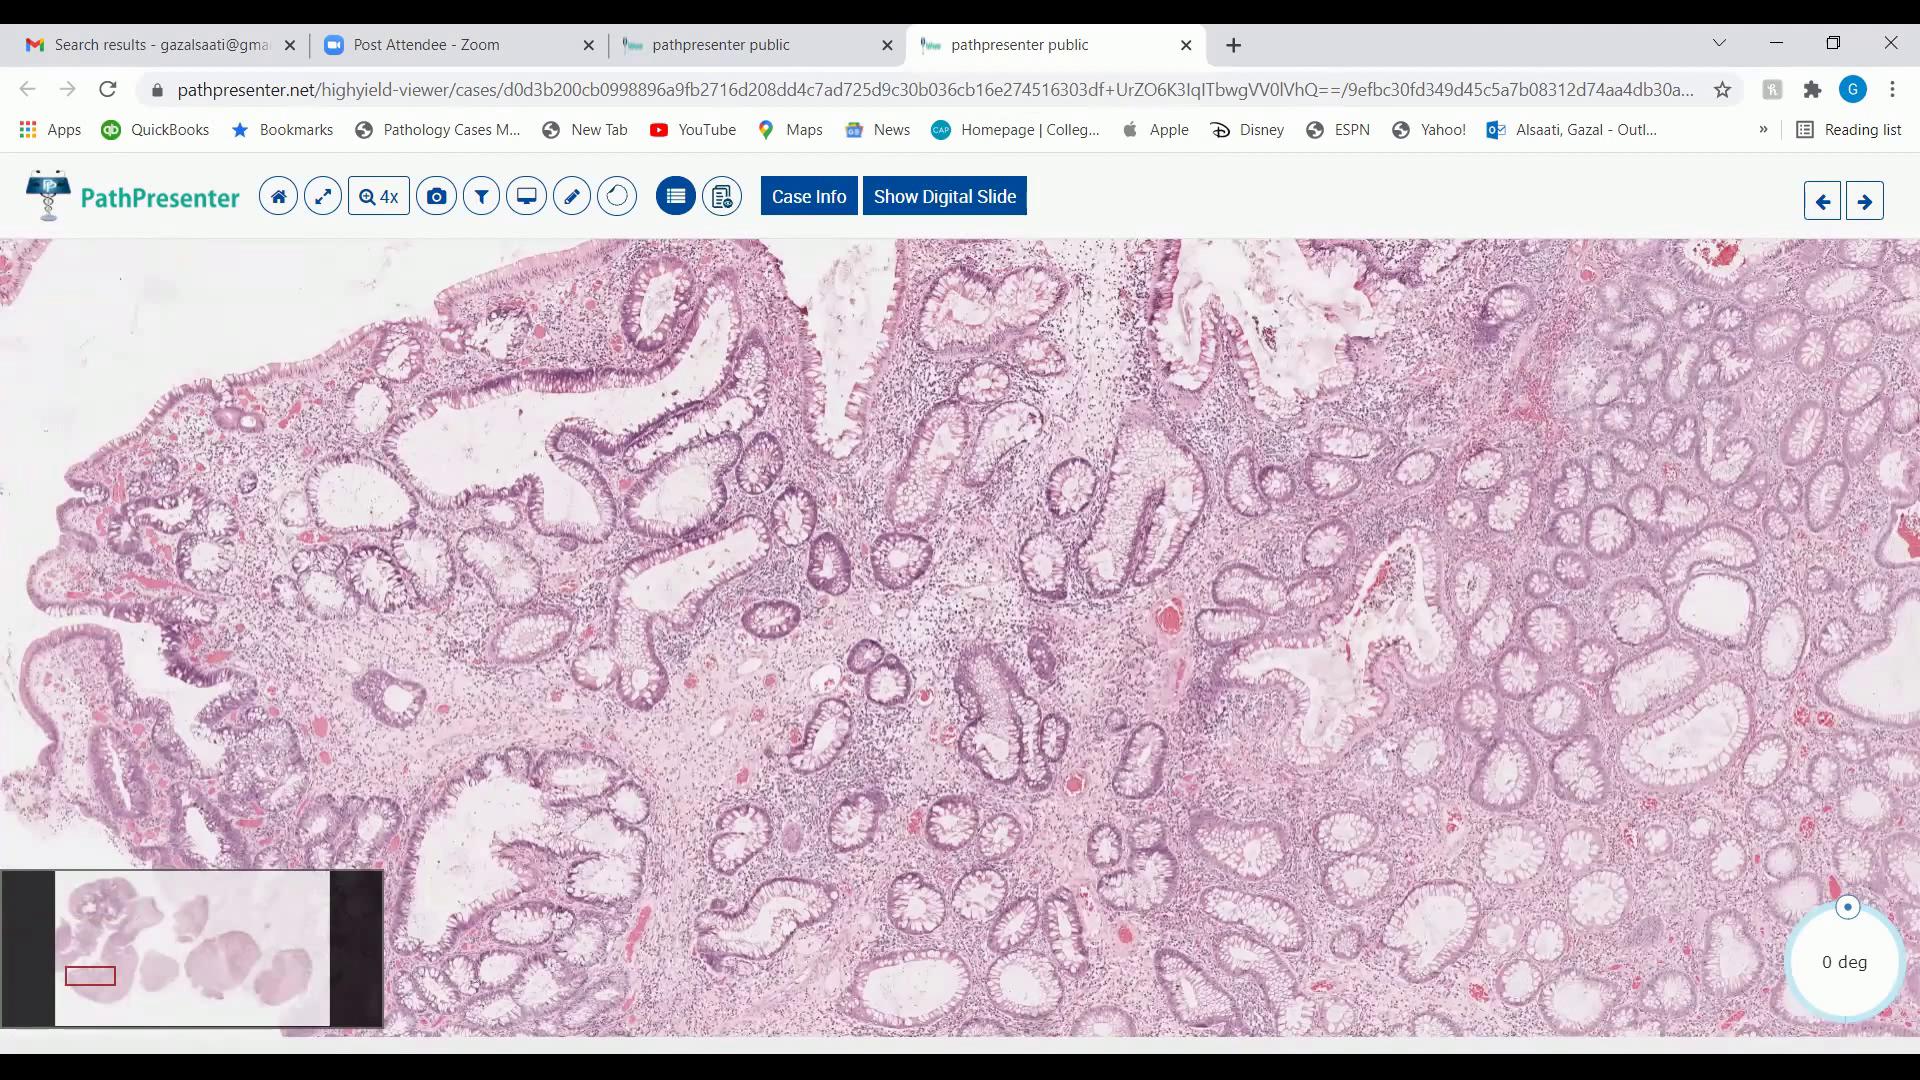 Search results - gazalsaati@gma
Post Attendee - Zoom
pathpresenter public
pathpresenter public
pathpresenter.net/highyield-viewer/cases/d0d3b200cb0998896a9fb2716d208dd4c7ad725d9c30b036cb16e274516303df+UrZO6K3IqITbwgVV0lVhQ==/9efbc30fd349d45c5a7b08312d74aa4db30a...
G
Apps
QuickBooks
Bookmarks
Pathology Cases M...
New Tab
YouTube
Maps
News
CAP
Homepage | Colleg...
Apple
Disney
ESPN
Yahoo!
Alsaati, Gazal - Outl...
»
Reading list
PathPresenter
4x
Case Info
Show Digital Slide
0 deg